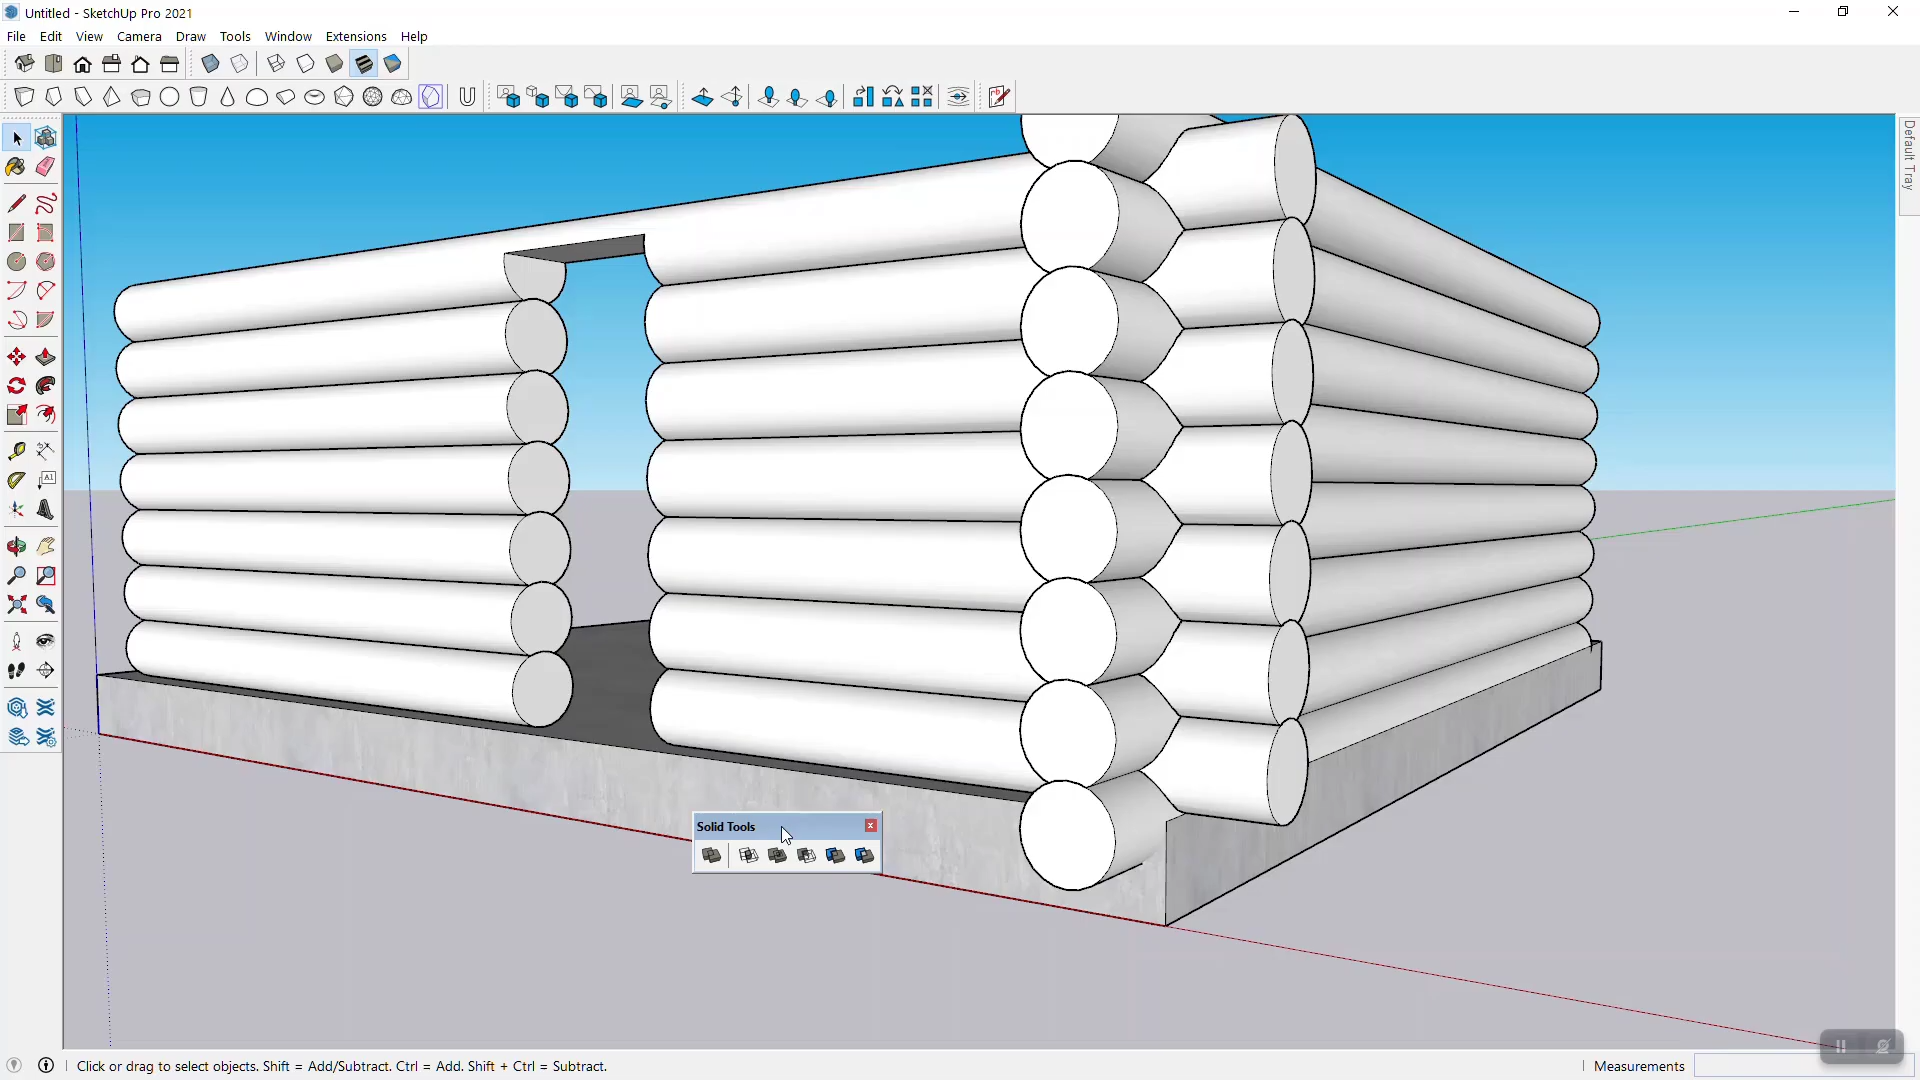 Untitled - SketchUp Pro 2021
File Edit View Camera Draw Tools Window Extensions Help
Default Tray
A1
Solid Tools
Click or drag to select objects. Shift = Add/Subtract. Ctrl = Add. Shift + Ctrl = Subtract.
Measurements